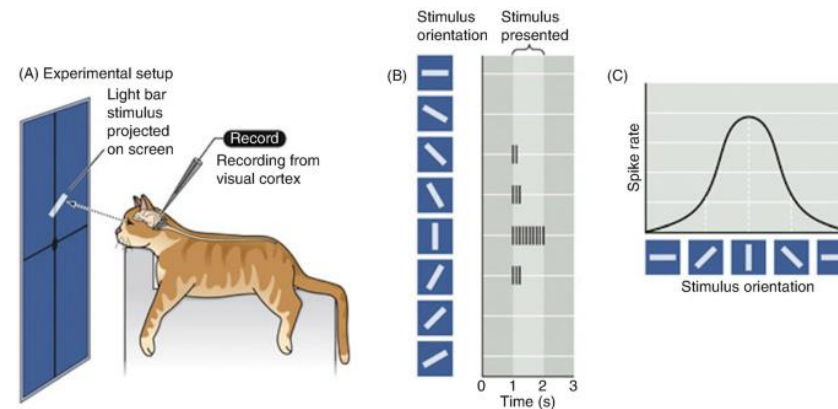 (A) Experimental setup
Light bar
stimulus
projected
on screen
Record
Recording from
visual cortex
(B)
Stimulus
orientation
Stimulus
presented
0 1 2 3
Time (s)
(C)
Spike rate
Stimulus orientation